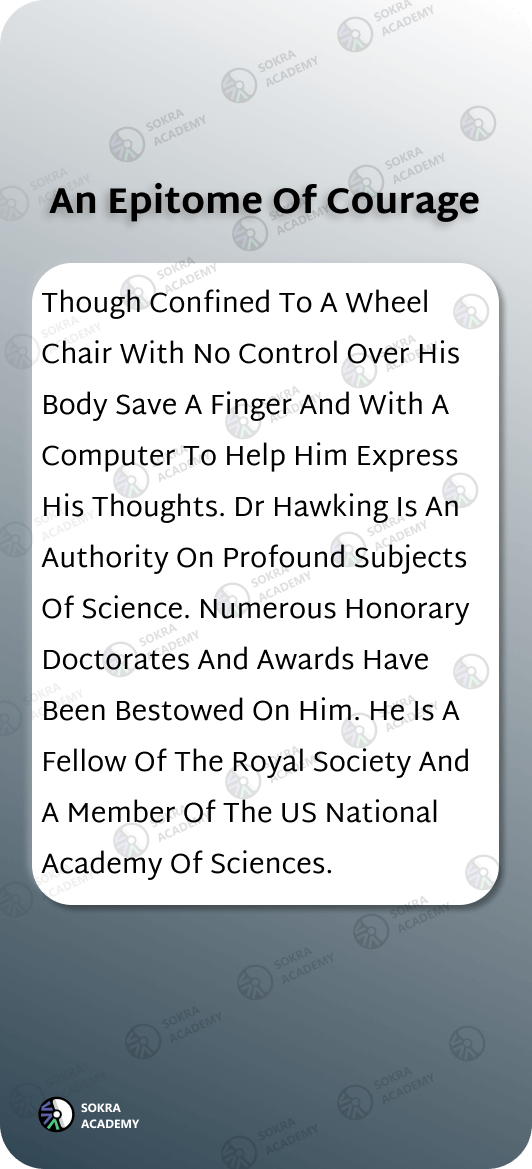 An Epitome Of Courage
Though Confined To A Wheel
Chair With No Control Over His
Body Save A Finger And With A
Computer To Help Him Express
His Thoughts. Dr Hawking Is An
Authority On Profound Subjects
Of Science. Numerous Honorary
Doctorates And Awards Have
Been Bestowed On Him. He Is A
Fellow Of The Royal Society And
A Member Of The US National
Academy Of Sciences.
SOKRA
ACADEMY